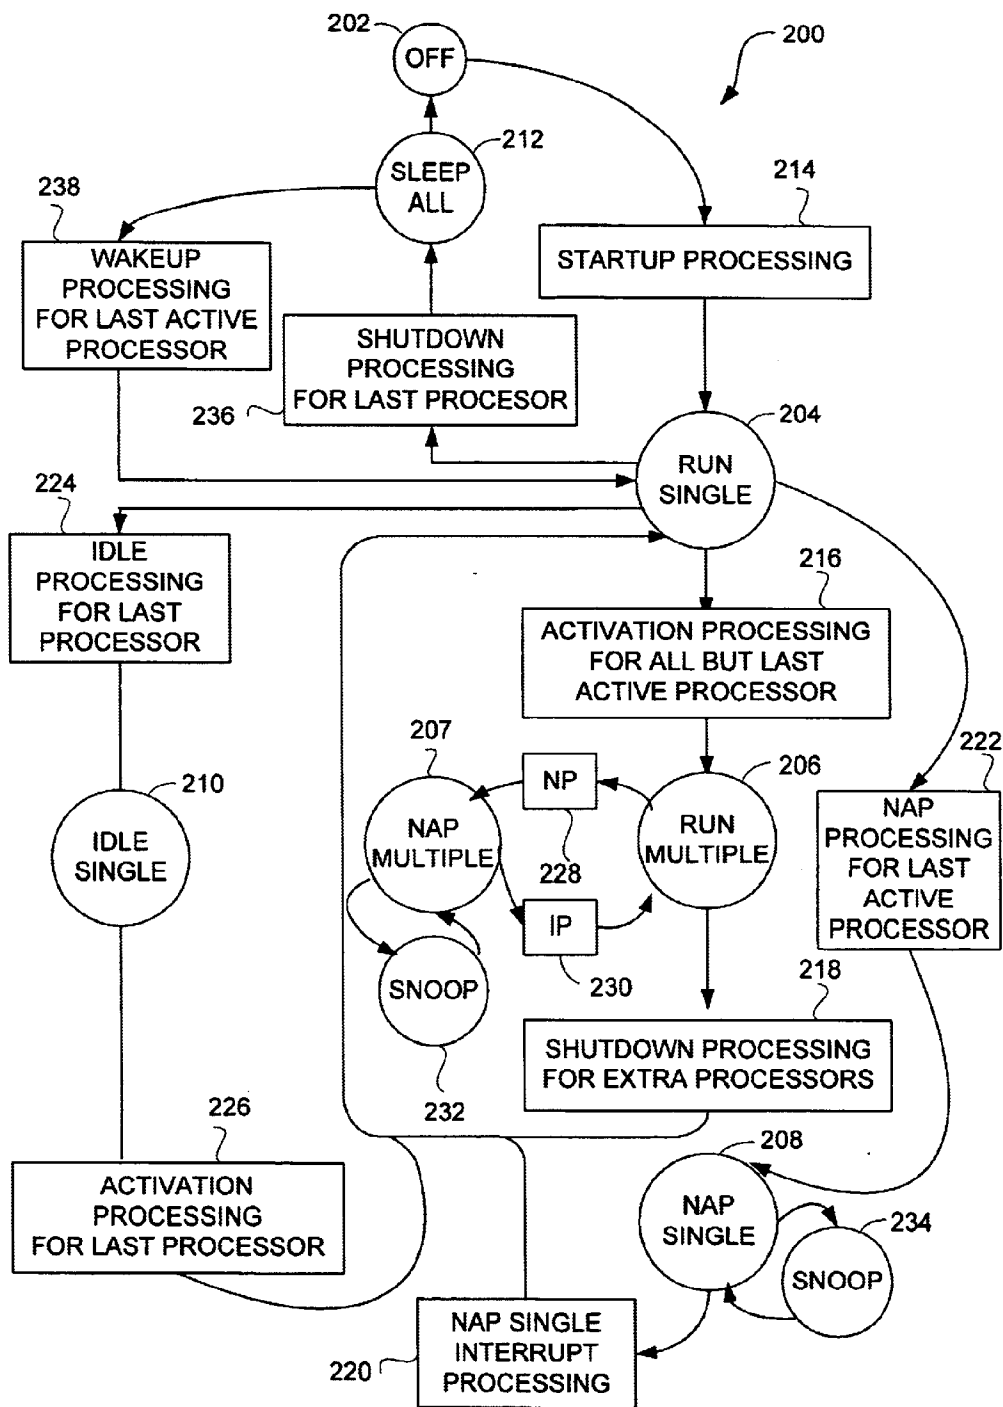 202
OFF
200
212
SLEEP
ALL
238
214
WAKEUP
PROCESSING
FOR LAST ACTIVE
PROCESSOR
STARTUP PROCESSING
SHUTDOWN
PROCESSING
FOR LAST PROCESOR
236
204
RUN
SINGLE
224
IDLE
PROCESSING
FOR LAST
PROCESSOR
216
ACTIVATION PROCESSING
FOR ALL BUT LAST
ACTIVE PROCESSOR
207
206
222
210
NP
228
NAP
MULTIPLE
RUN
MULTIPLE
NAP
PROCESSING
FOR LAST
ACTIVE
PROCESSOR
IDLE
SINGLE
IP
230
SNOOP
232
218
SHUTDOWN PROCESSING
FOR EXTRA PROCESSORS
226
208
ACTIVATION
PROCESSING
FOR LAST PROCESSOR
NAP
SINGLE
234
SNOOP
NAP SINGLE
INTERRUPT
PROCESSING
220